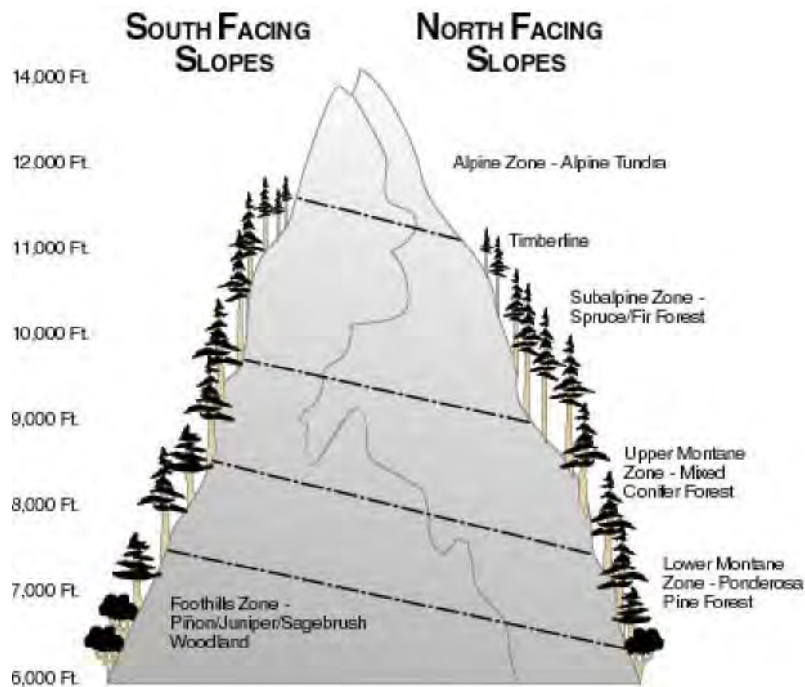 SOUTH FACING
SLOPES
NORTH FACING
SLOPES
14,000 Ft.
12,000 Ft.
Alpine Zone - Alpine Tundra
11,000 Ft.
Timberline
Subalpine Zone -
Spruce/Fir Forest
10,000 Ft.
9,000 Ft.
Upper Montane
Zone - Mixed
Conifer Forest
8,000 Ft.
Lower Montane
Zone - Ponderosa
Pine Forest
7,000 Ft.
Foothills Zone -
Piñon/Juniper/Sagebrush
Woodland
6,000 Ft.